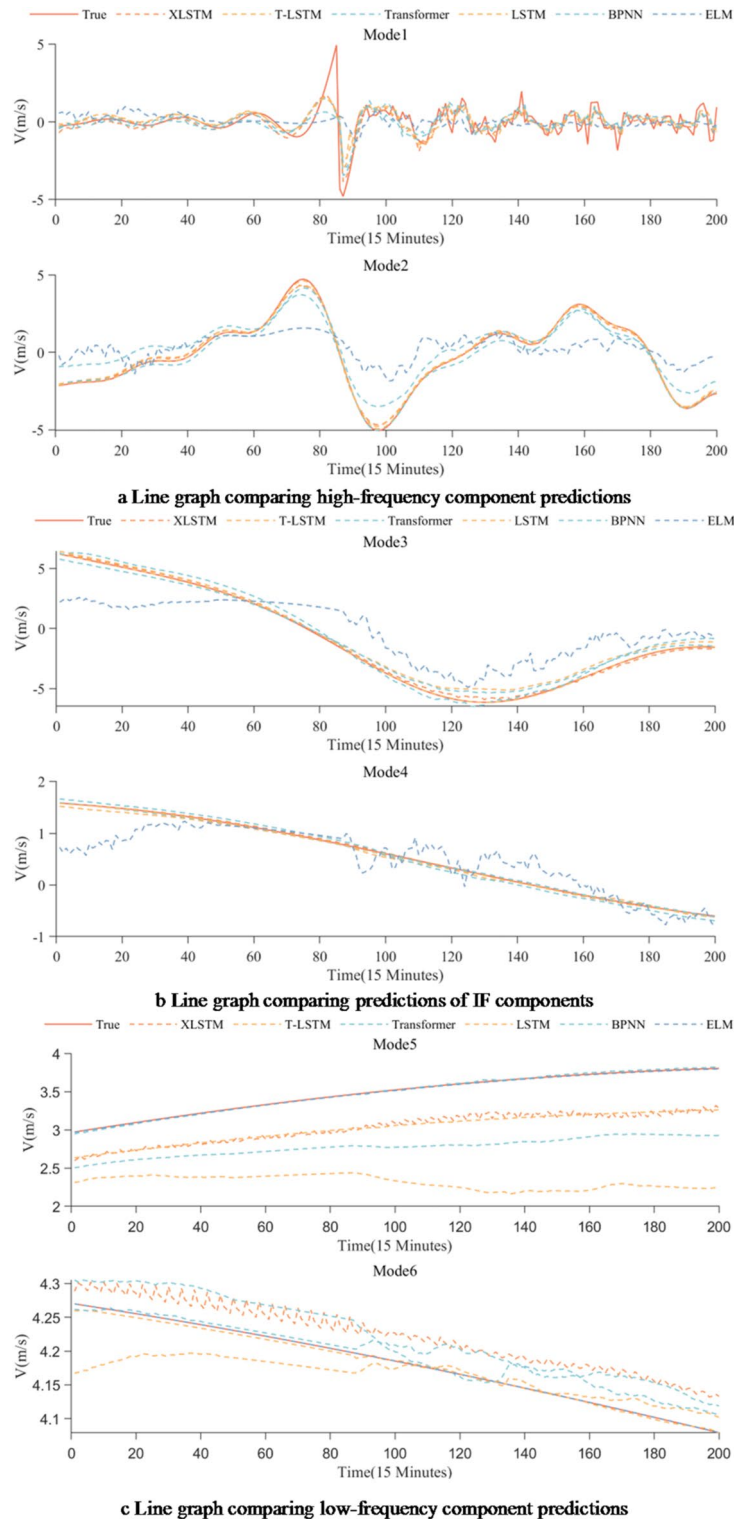 True XLSTM T-LSTM Transformer LSTM BPNN ELM
Mode1
5
0
-5
V(m/s)
0 20 40 60 80 100 120 140 160 180 200
Time(15 Minutes)
Mode2
5
0
-5
V(m/s)
0 20 40 60 80 100 120 140 160 180 200
Time(15 Minutes)
a Line graph comparing high-frequency component predictions
True XLSTM T-LSTM Transformer LSTM BPNN ELM
Mode3
5
0
-5
V(m/s)
0 20 40 60 80 100 120 140 160 180 200
Time(15 Minutes)
Mode4
2
1
0
-1
V(m/s)
0 20 40 60 80 100 120 140 160 180 200
Time(15 Minutes)
b Line graph comparing predictions of IF components
True XLSTM T-LSTM Transformer LSTM BPNN ELM
Mode5
4
3.5
3
2.5
2
V(m/s)
0 20 40 60 80 100 120 140 160 180 200
Time(15 Minutes)
Mode6
4.3
4.25
4.2
4.15
4.1
V(m/s)
0 20 40 60 80 100 120 140 160 180 200
Time(15 Minutes)
c Line graph comparing low-frequency component predictions